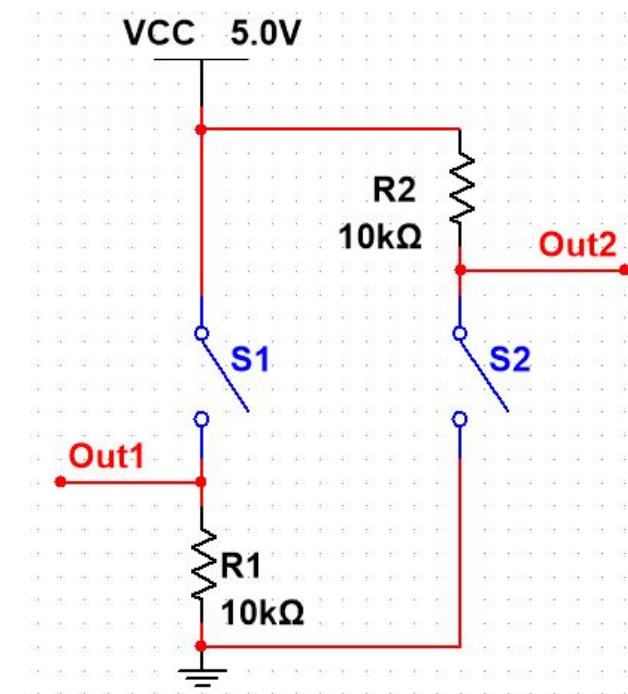 VCC 5.0V
R2
10kΩ
Out2
S1
S2
Out1
R1
10kΩ